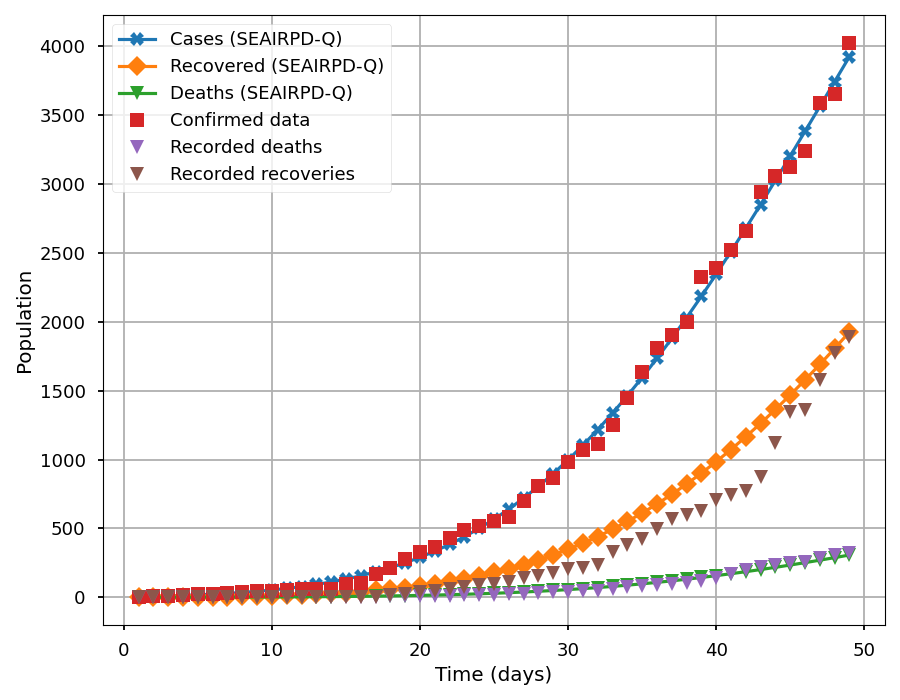 Cases (SEAIRPD-Q)
Recovered (SEAIRPD-Q)
Deaths (SEAIRPD-Q)
Confirmed data
Recorded deaths
Recorded recoveries
4000
3500
3000
2500
2000
1500
1000
500
0
Population
0 10 20 30 40 50
Time (days)